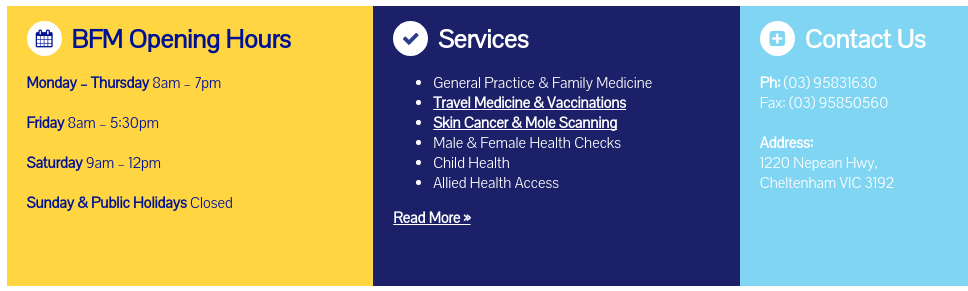 BFM Opening Hours
Monday – Thursday 8am – 7pm
Friday 8am – 5:30pm
Saturday 9am – 12pm
Sunday & Public Holidays Closed
Services
General Practice & Family Medicine
Travel Medicine & Vaccinations
Skin Cancer & Mole Scanning
Male & Female Health Checks
Child Health
Allied Health Access
Read More »
Contact Us
Ph: (03) 95831630
Fax: (03) 95850560
Address:
1220 Nepean Hwy,
Cheltenham VIC 3192